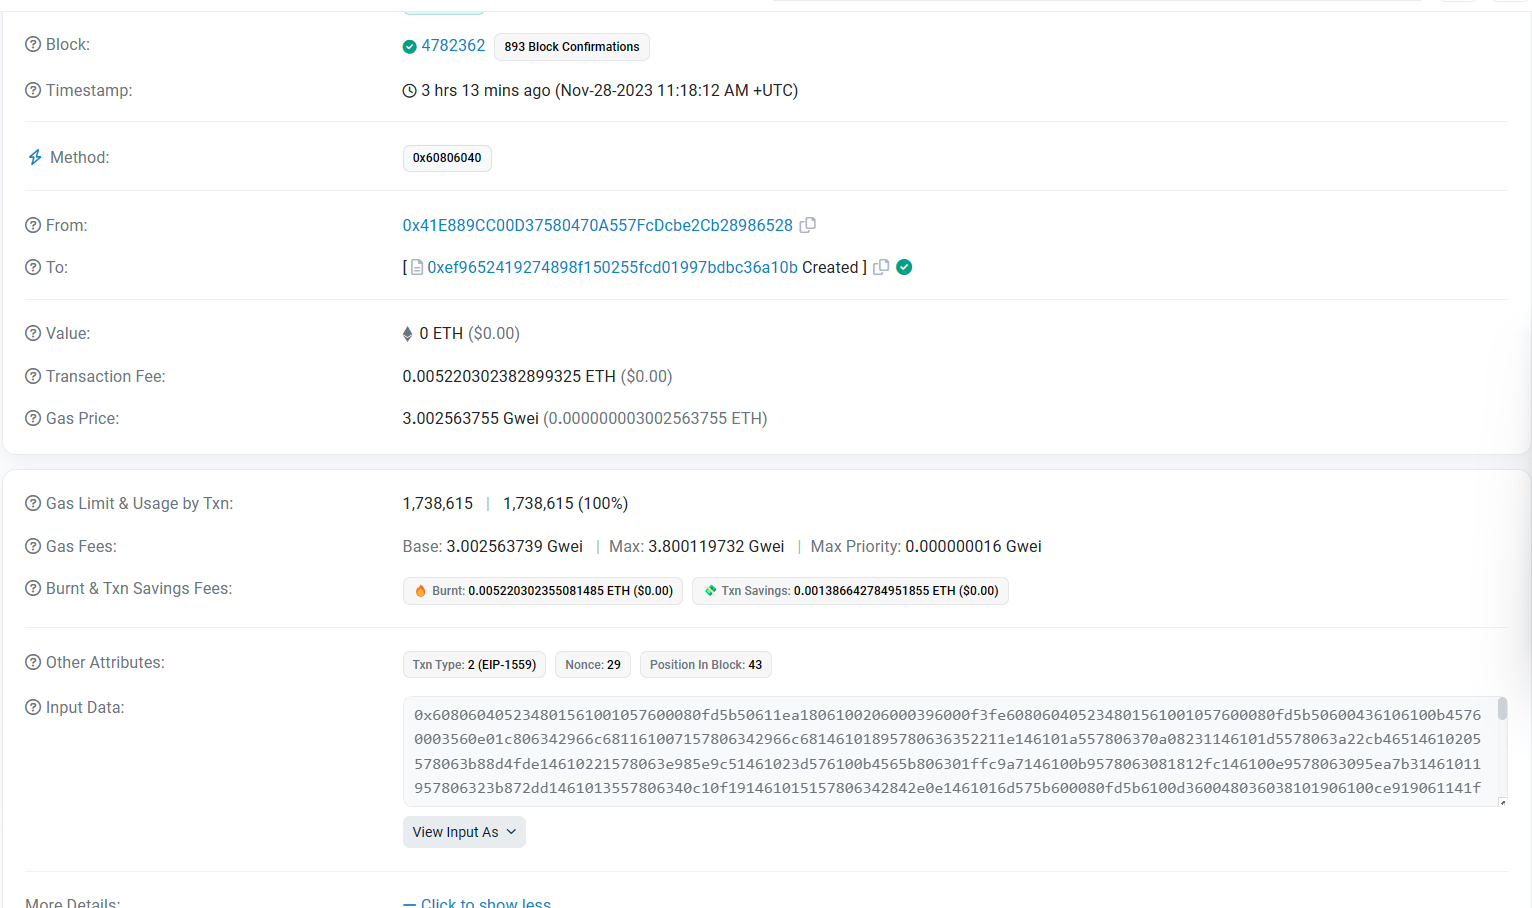 Block: 4782362 893 Block Confirmations
Timestamp: 3 hrs 13 mins ago (Nov-28-2023 11:18:12 AM +UTC)
Method: 0x60806040
From: 0x41E889CC00D37580470A557FcDcbe2Cb28986528
To: [ 0xef9652419274898f150255fcd01997bdbc36a10b Created ]
Value: 0 ETH ($0.00)
Transaction Fee: 0.005220302382899325 ETH ($0.00)
Gas Price: 3.002563755 Gwei (0.000000003002563755 ETH)
Gas Limit & Usage by Txn: 1,738,615 | 1,738,615 (100%)
Gas Fees: Base: 3.002563739 Gwei | Max: 3.800119732 Gwei | Max Priority: 0.000000016 Gwei
Burnt & Txn Savings Fees: Burnt: 0.005220302355081485 ETH ($0.00) Txn Savings: 0.001386642784951855 ETH ($0.00)
Other Attributes: Txn Type: 2 (EIP-1559) Nonce: 29 Position In Block: 43
Input Data: 0x608060405234801561001057600080fd5b50611ea1806100206000396000f3fe608060405234801561001057600080fd5b50600436106100b4576
0003560e01c806342966c681161007157806342966c68146101895780636352211e146101a557806370a08231146101d5578063a22cb46514610205
578063b88d4fde14610221578063e985e9c51461023d576100b4565b806301ffc9a7146100b9578063081812fc146100e9578063095ea7b31461011
957806323b872dd1461013557806340c10f191461015157806342842e0e1461016d575b600080fd5b6100d360048036038101906100ce919061141f
View Input As
More Details: — Click to show less